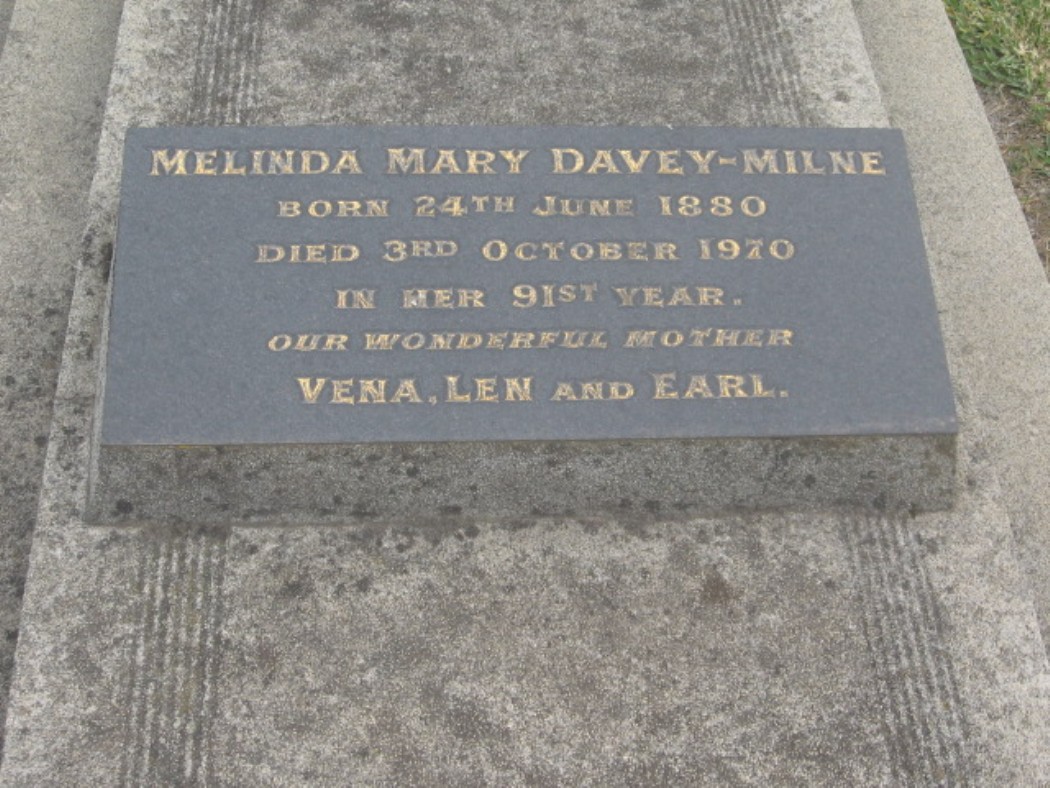 MELINDA MARY DAVEY-MILNE
BORN 24TH JUNE 1880
DIED 3RD OCTOBER 1970
IN HER 91ST YEAR.
OUR WONDERFUL MOTHER
VENA, LEN AND EARL.